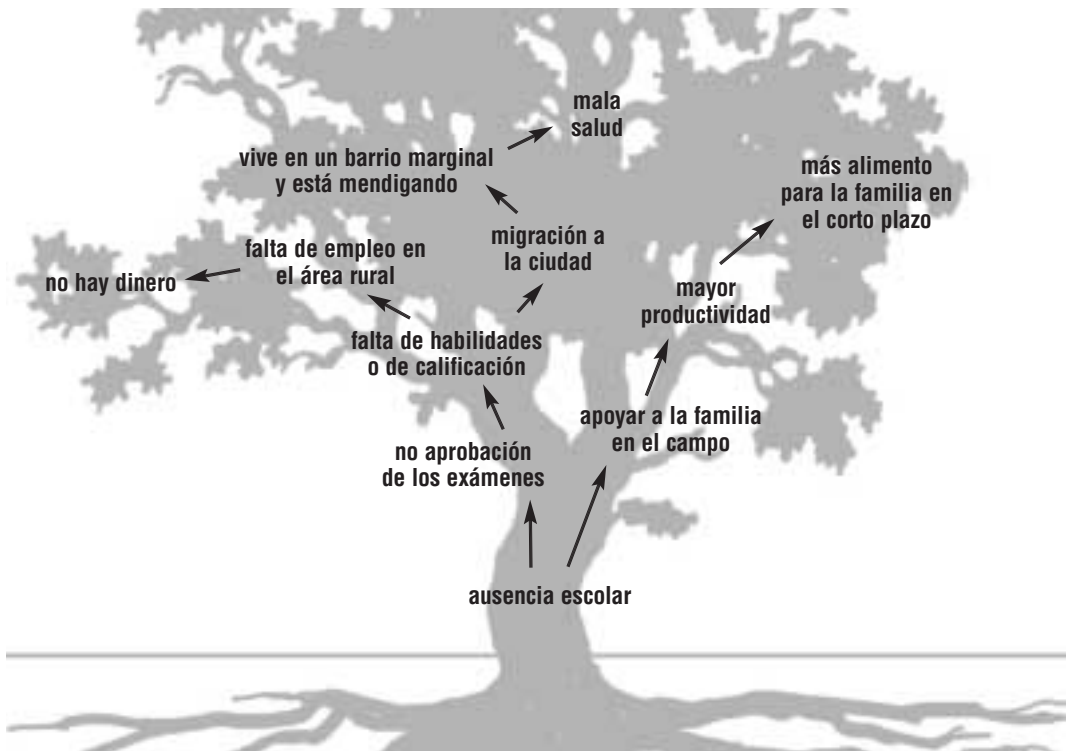 mala
salud
vive en un barrio marginal
y está mendigando
más alimento
para la familia en
el corto plazo
migración a
la ciudad
falta de empleo en
el área rural
no hay dinero
mayor
productividad
falta de habilidades
o de calificación
apoyar a la familia
en el campo
no aprobación
de los exámenes
ausencia escolar